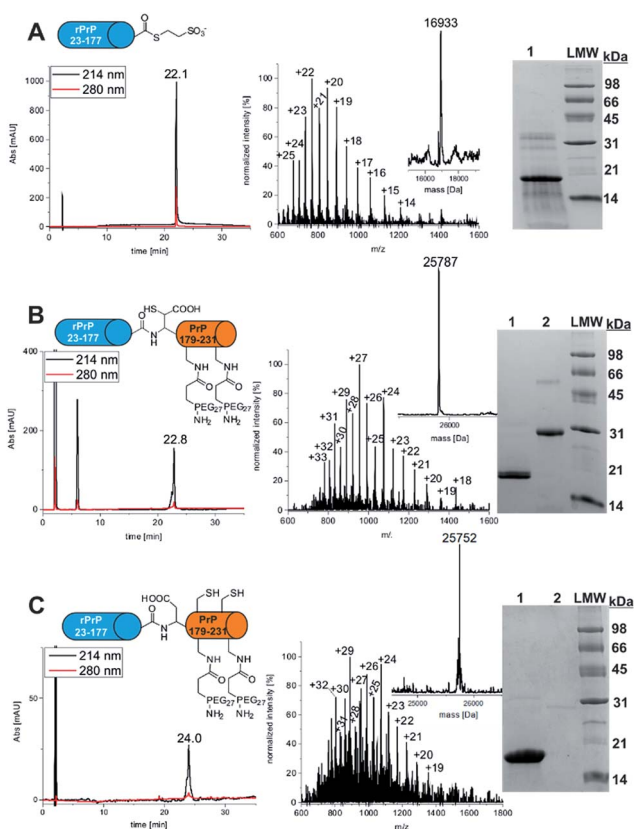 A
rPrP
23-177
O
S
SO₃⁻
214 nm
280 nm
22.1
Abs [mAU]
1000
800
600
400
200
0
0 10 20 30
time [min]
normalized intensity [%]
100
80
60
40
20
0
+25
+24
+23
+22
+21
+20
+19
+18
+17
+16
+15
+14
600 800 1000 1200 1400 1600
m/z
16933
16000 18000
mass [Da]
1 LMW kDa
98
66
45
31
21
14
B
rPrP
23-177
HS COOH
O
N
H
PrP
179-231
NH NH
O O
PEG₂₇ PEG₂₇
NH₂ NH₂
214 nm
280 nm
22.8
Abs [mAU]
400
200
0
0 10 20 30
time [min]
normalized intensity [%]
100
80
60
40
20
0
+33
+32
+31
+30
+29
+28
+27
+26
+25
+24
+23
+22
+21
+20
+19
+18
600 800 1000 1200 1400 1600
m/.
25787
26000
mass [Da]
1 2 LMW kDa
98
66
45
31
21
14
C
rPrP
23-177
HOOC
O
N
H
SH SH
PrP
179-231
NH NH
O O
PEG₂₇ PEG₂₇
NH₂ NH₂
214 nm
280 nm
24.0
Abs [mAU]
50
0
0 10 20 30
time [min]
normalized intensity [%]
100
80
60
40
20
0
+32
+31
+30
+29
+28
+27
+26
+25
+24
+23
+22
+21
+20
+19
600 800 1000 1200 1400 1600 1800
m/z
25752
25000 26000
mass [Da]
1 2 LMW kDa
98
66
45
31
21
14